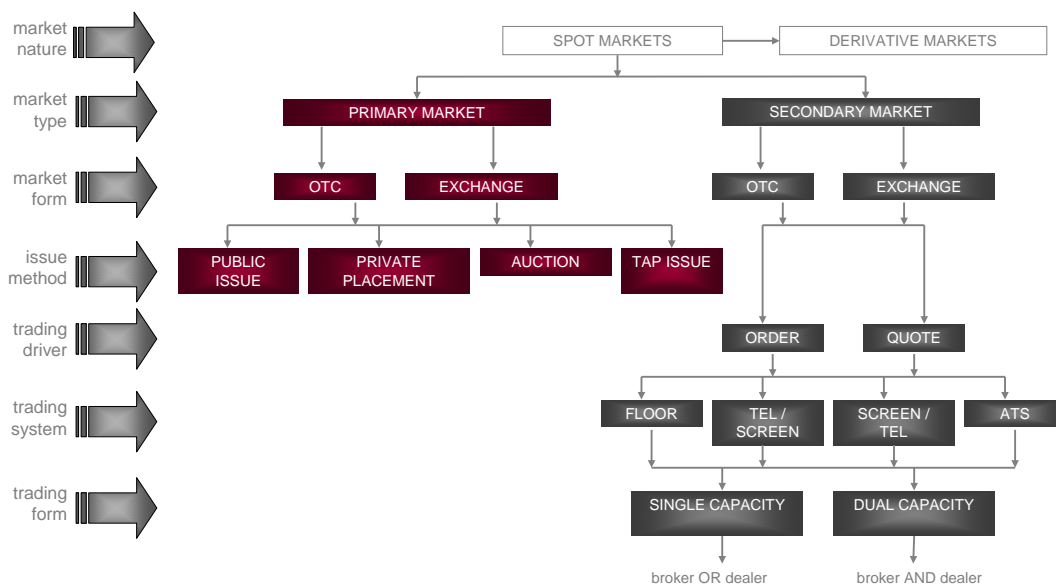 market
nature
SPOT MARKETS
DERIVATIVE MARKETS
market
type
PRIMARY MARKET
SECONDARY MARKET
market
form
OTC
EXCHANGE
OTC
EXCHANGE
issue
method
PUBLIC
ISSUE
PRIVATE
PLACEMENT
AUCTION
TAP ISSUE
trading
driver
ORDER
QUOTE
trading
system
FLOOR
TEL /
SCREEN
SCREEN /
TEL
ATS
trading
form
SINGLE CAPACITY
DUAL CAPACITY
broker OR dealer
broker AND dealer